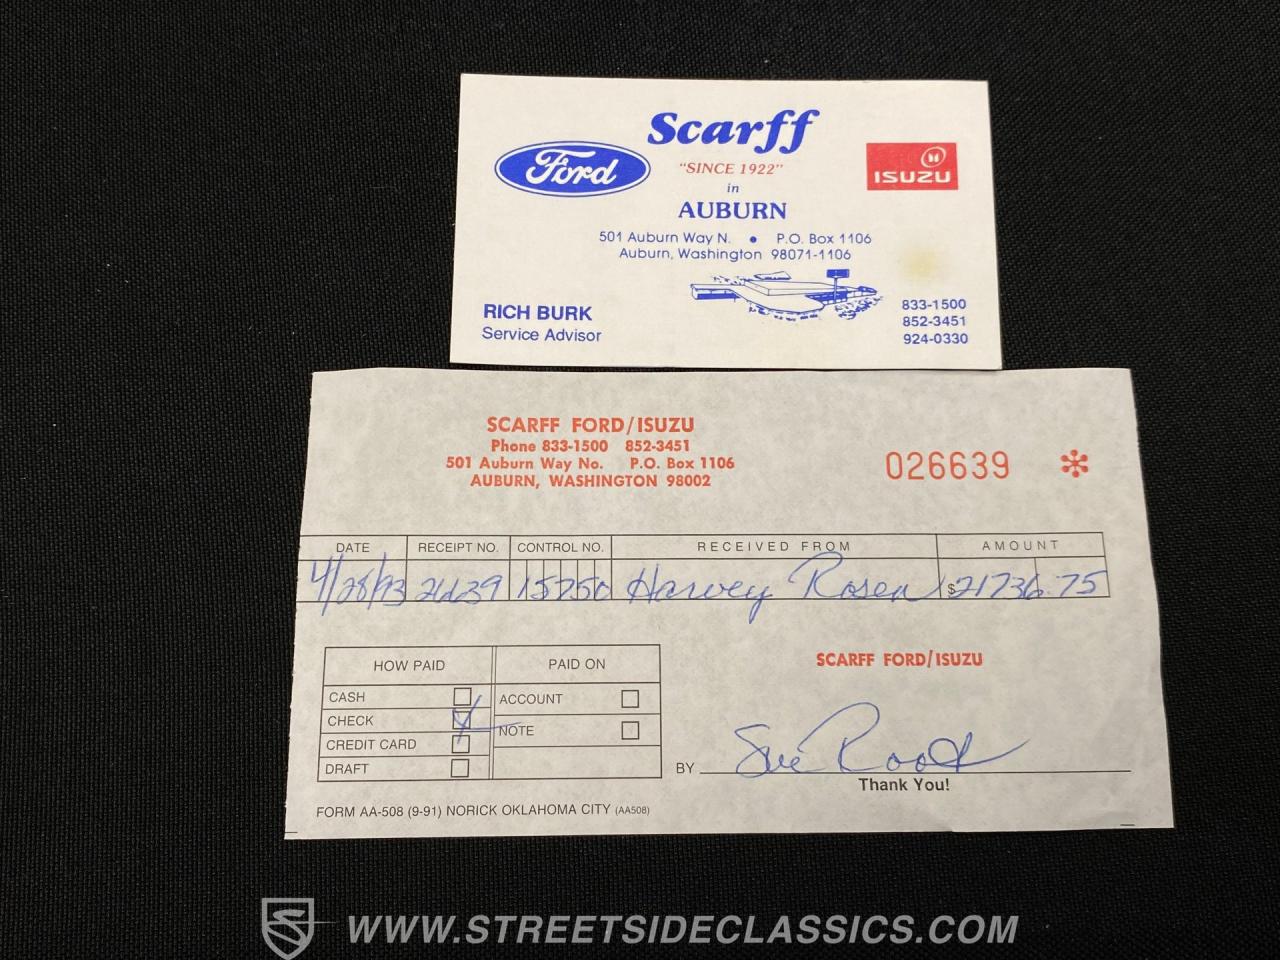 Scarff
Ford
"SINCE 1922"
ISUZU
in
AUBURN
501 Auburn Way N. • P.O. Box 1106
Auburn, Washington 98071-1106
RICH BURK
Service Advisor
833-1500
852-3451
924-0330
SCARFF FORD/ISUZU
Phone 833-1500 852-3451
501 Auburn Way No. P.O. Box 1106
AUBURN, WASHINGTON 98002
026639 *
DATE RECEIPT NO. CONTROL NO. RECEIVED FROM AMOUNT
4/28/93 26639 15750 Harvey Rosen $21736.75
HOW PAID PAID ON
CASH ACCOUNT
CHECK NOTE
CREDIT CARD
DRAFT
SCARFF FORD/ISUZU
BY Sue Rook
Thank You!
FORM AA-508 (9-91) NORICK OKLAHOMA CITY (AA508)
WWW.STREETSIDECLASSICS.COM